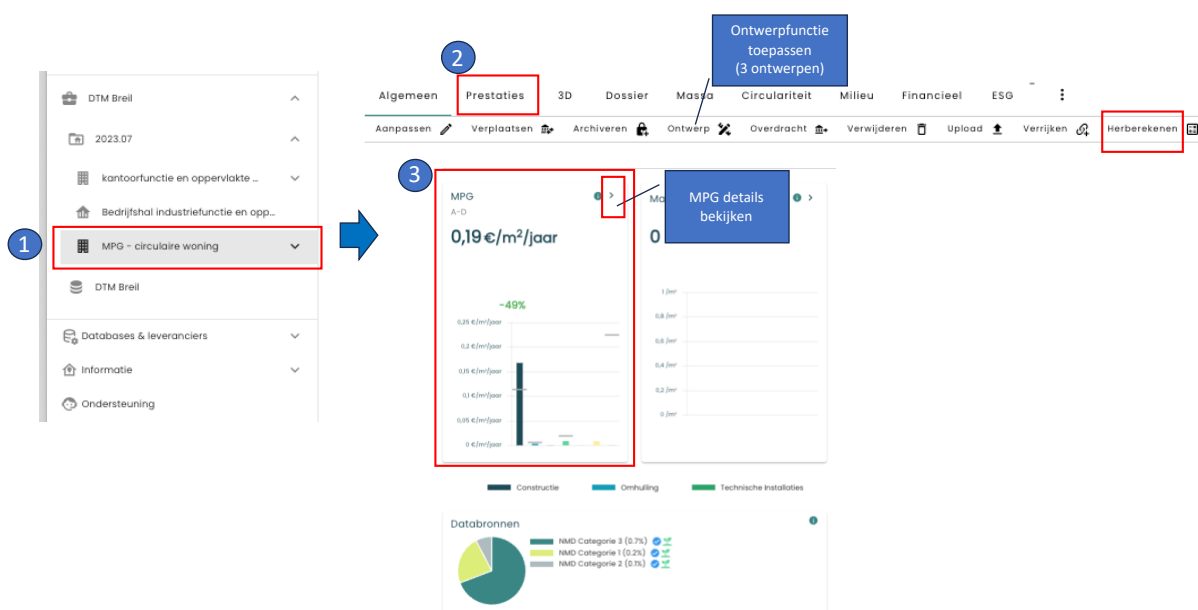 Ontwerpfunctie
toepassen
(3 ontwerpen)
2
DTM Breil
2023.07
kantoorfunctie en oppervlakte ...
Bedrijfshal industriefunctie en opp...
1
MPG - circulaire woning
DTM Breil
Databases & leveranciers
Informatie
Ondersteuning
Algemeen Prestaties 3D Dossier Massa Circulariteit Milieu Financieel ESG
Aanpassen Verplaatsen Archiveren Ontwerp Overdracht Verwijderen Upload Verrijken Herberekenen
3
MPG
A-D
0,19 €/m²/jaar
-49%
0,25 €/m²/jaar
0,2 €/m²/jaar
0,15 €/m²/jaar
0,1 €/m²/jaar
0,05 €/m²/jaar
0 €/m²/jaar
MPG details
bekijken
Ma
0
1 /m²
0,8 /m²
0,6 /m²
0,4 /m²
0,2 /m²
0 /m²
Constructie Omhulling Technische Installaties
Databronnen
NMD Categorie 3 (0.7%)
NMD Categorie 1 (0.2%)
NMD Categorie 2 (0.1%)